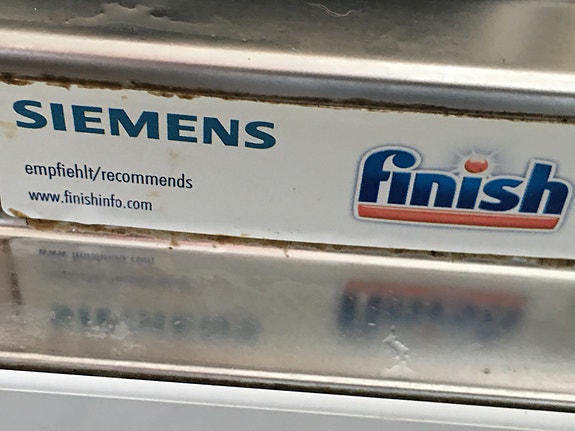 SIEMENS
empfiehlt/recommends
www.finishinfo.com
finish